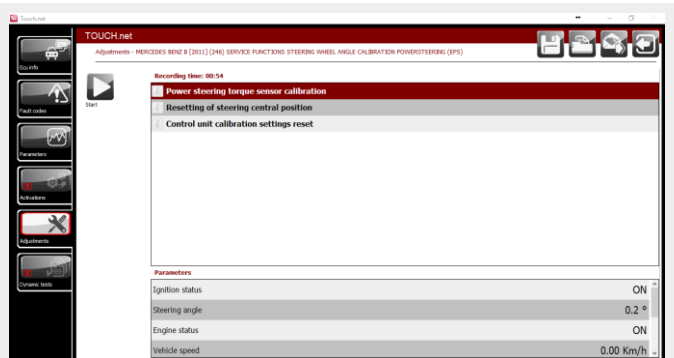 Touch.net
TOUCH.net
Adjustments - MERCEDES BENZ B [2011] (246) SERVICE FUNCTIONS STEERING WHEEL ANGLE CALIBRATION POWERSTEERING (EPS)
Ecu info
Fault codes
Parameters
Activations
Adjustments
Dynamic tests
Start
Recording time: 00:54
Power steering torque sensor calibration
Resetting of steering central position
Control unit calibration settings reset
Parameters
Ignition status ON
Steering angle 0.2 °
Engine status ON
Vehicle speed 0.00 Km/h